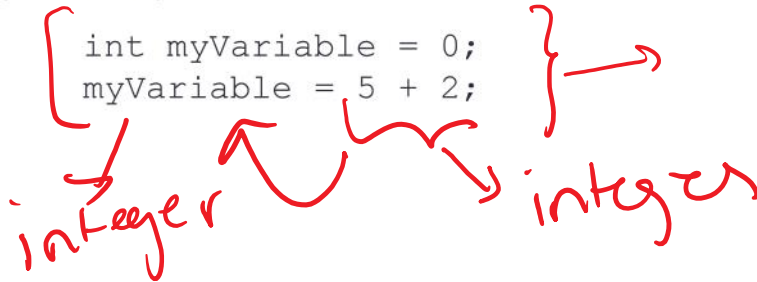 int myVariable = 0;
myVariable = 5 + 2;
integer
integer